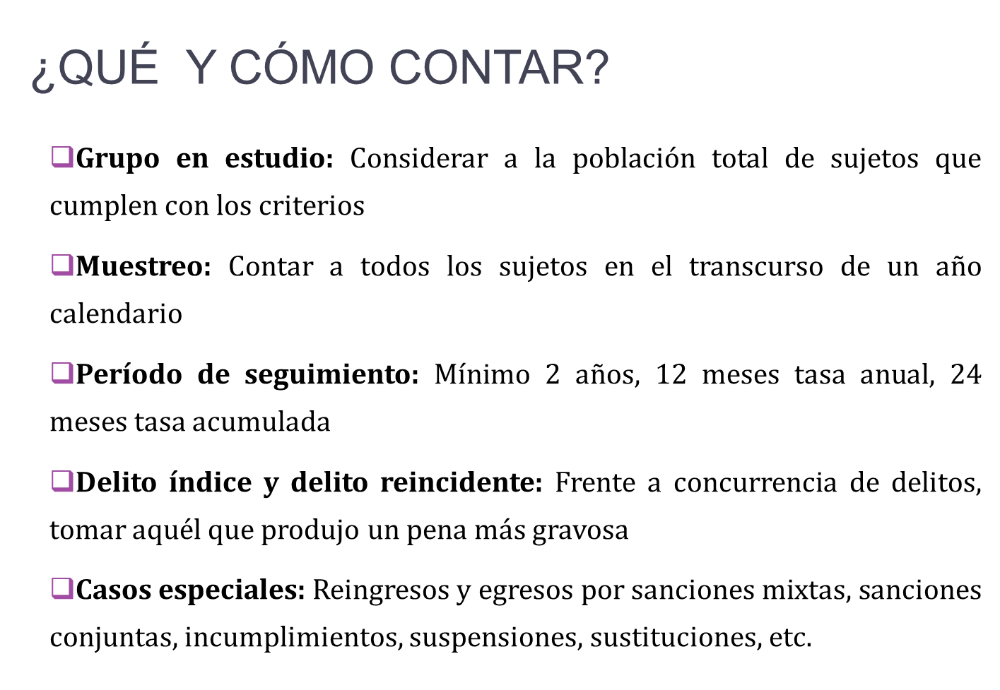 ¿QUÉ Y CÓMO CONTAR?
❑Grupo en estudio: Considerar a la población total de sujetos que
cumplen con los criterios
❑Muestreo: Contar a todos los sujetos en el transcurso de un año
calendario
❑Período de seguimiento: Mínimo 2 años, 12 meses tasa anual, 24
meses tasa acumulada
❑Delito índice y delito reincidente: Frente a concurrencia de delitos,
tomar aquél que produjo un pena más gravosa
❑Casos especiales: Reingresos y egresos por sanciones mixtas, sanciones
conjuntas, incumplimientos, suspensiones, sustituciones, etc.